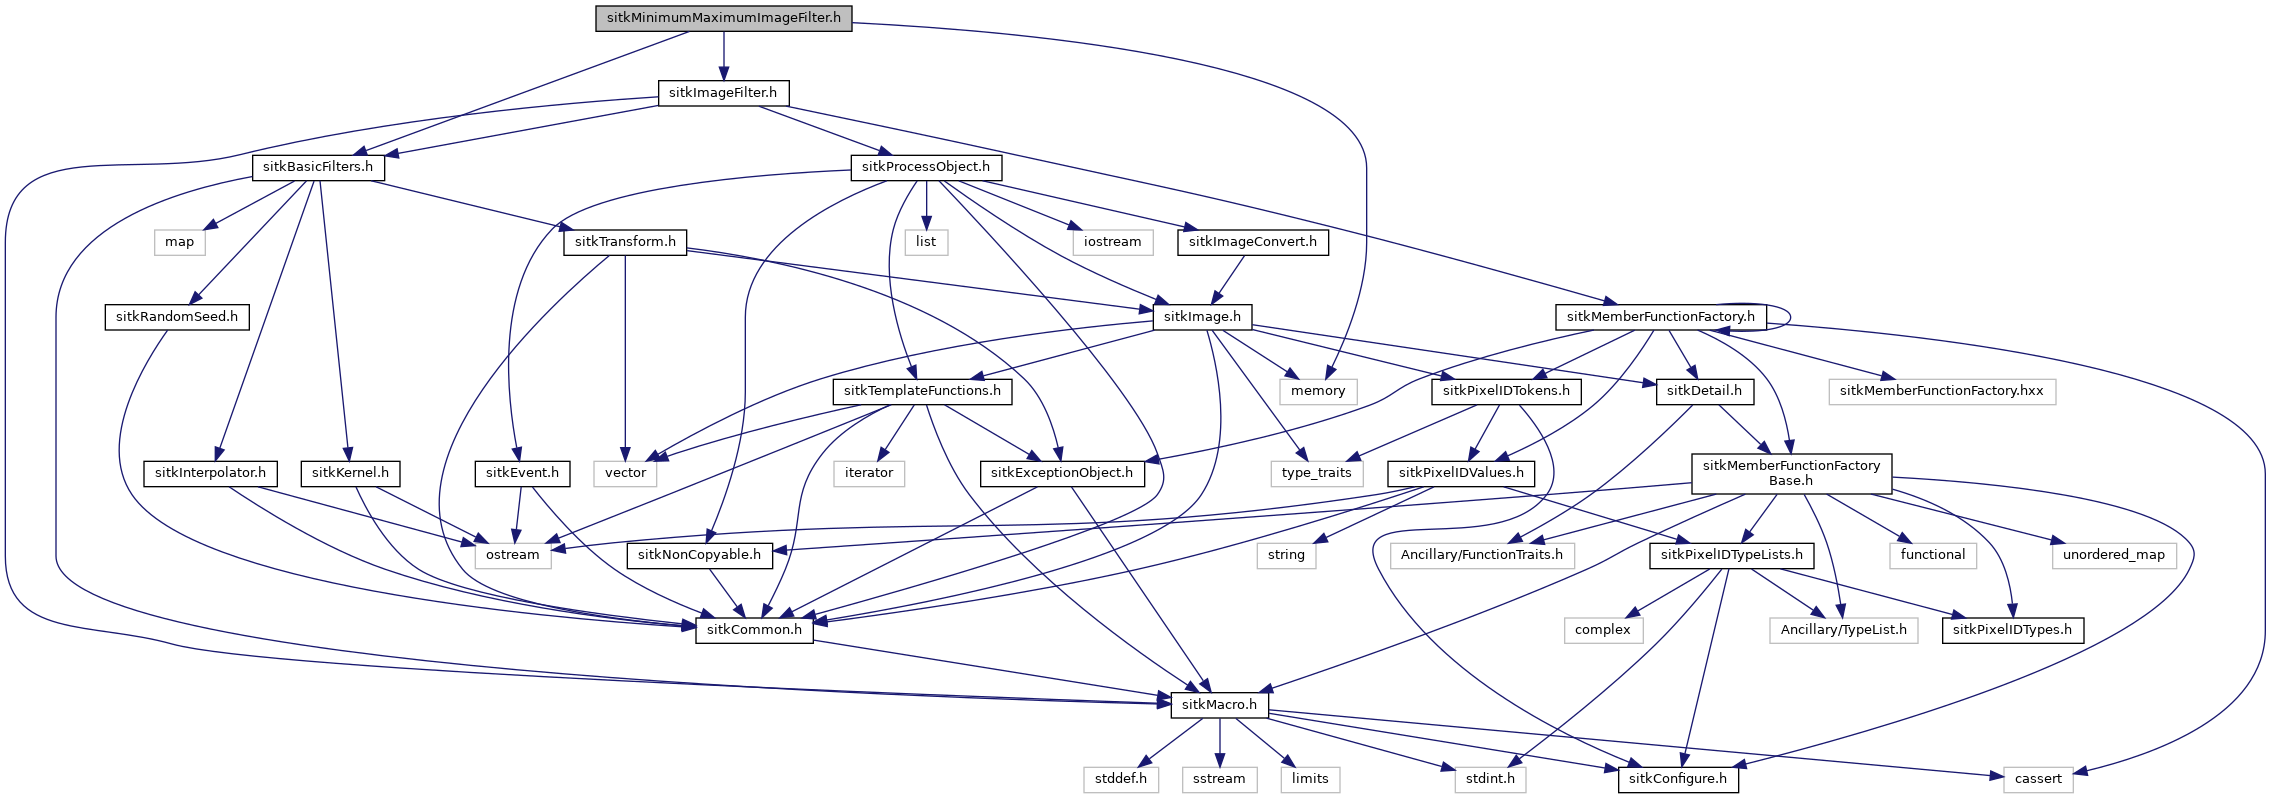 sitkMinimumMaximumImageFilter.h
sitkImageFilter.h
sitkBasicFilters.h
sitkProcessObject.h
map
sitkTransform.h
list
iostream
sitkImageConvert.h
sitkRandomSeed.h
sitkImage.h
sitkMemberFunctionFactory.h
sitkTemplateFunctions.h
memory
sitkPixelIDTokens.h
sitkDetail.h
sitkMemberFunctionFactory.hxx
sitkInterpolator.h
sitkKernel.h
sitkEvent.h
vector
iterator
sitkExceptionObject.h
type_traits
sitkPixelIDValues.h
sitkMemberFunctionFactory
Base.h
ostream
sitkNonCopyable.h
string
Ancillary/FunctionTraits.h
sitkPixelIDTypeLists.h
functional
unordered_map
sitkCommon.h
complex
Ancillary/TypeList.h
sitkPixelIDTypes.h
sitkMacro.h
stddef.h
sstream
limits
stdint.h
sitkConfigure.h
cassert